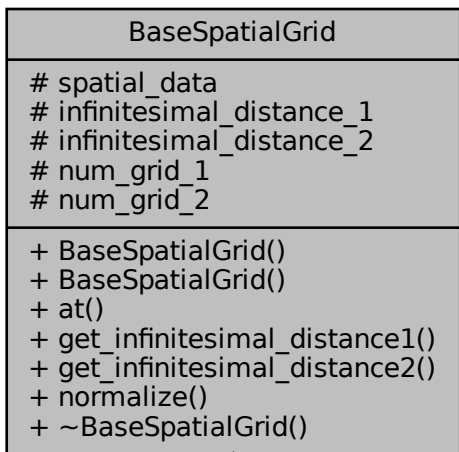 BaseSpatialGrid
# spatial_data
# infinitesimal_distance_1
# infinitesimal_distance_2
# num_grid_1
# num_grid_2
+ BaseSpatialGrid()
+ BaseSpatialGrid()
+ at()
+ get_infinitesimal_distance1()
+ get_infinitesimal_distance2()
+ normalize()
+ ~BaseSpatialGrid()